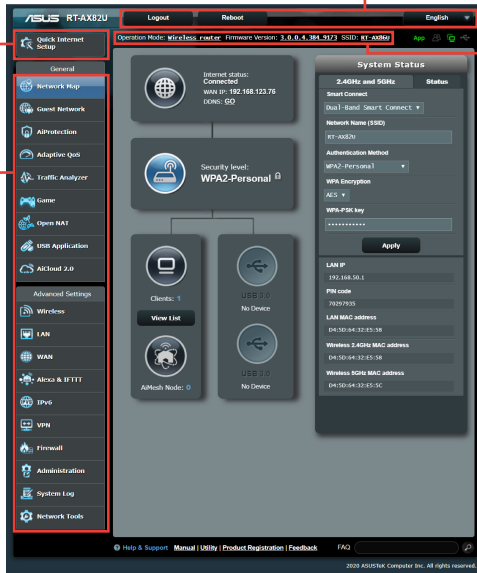 ASUS RT-AX82U
Logout
Reboot
English
Quick Internet Setup
Operation Mode: Wireless router Firmware Version: 3.0.0.4.384_9173 SSID: RT-AX86U
App
General
Network Map
Guest Network
AiProtection
Adaptive QoS
Traffic Analyzer
Game
Open NAT
USB Application
AiCloud 2.0
Advanced Settings
Wireless
LAN
WAN
Alexa & IFTTT
IPv6
VPN
Firewall
Administration
System Log
Network Tools
Internet status:
Connected
WAN IP: 192.168.123.76
DDNS: GO
Security level:
WPA2-Personal
Clients: 1
View List
AiMesh Node: 0
USB 3.0
No Device
USB 3.0
No Device
System Status
2.4GHz and 5GHz
Status
Smart Connect
Dual-Band Smart Connect
Network Name (SSID)
RT-AX82U
Authentication Method
WPA2-Personal
WPA Encryption
AES
WPA-PSK key
•••••••••••
Apply
LAN IP
192.168.50.1
PIN code
70297935
LAN MAC address
D4:5D:64:32:E5:58
Wireless 2.4GHz MAC address
D4:5D:64:32:E5:58
Wireless 5GHz MAC address
D4:5D:64:32:E5:5C
Help & Support Manual | Utility | Product Registration | Feedback
FAQ
2020 ASUSTeK Computer Inc. All rights reserved.